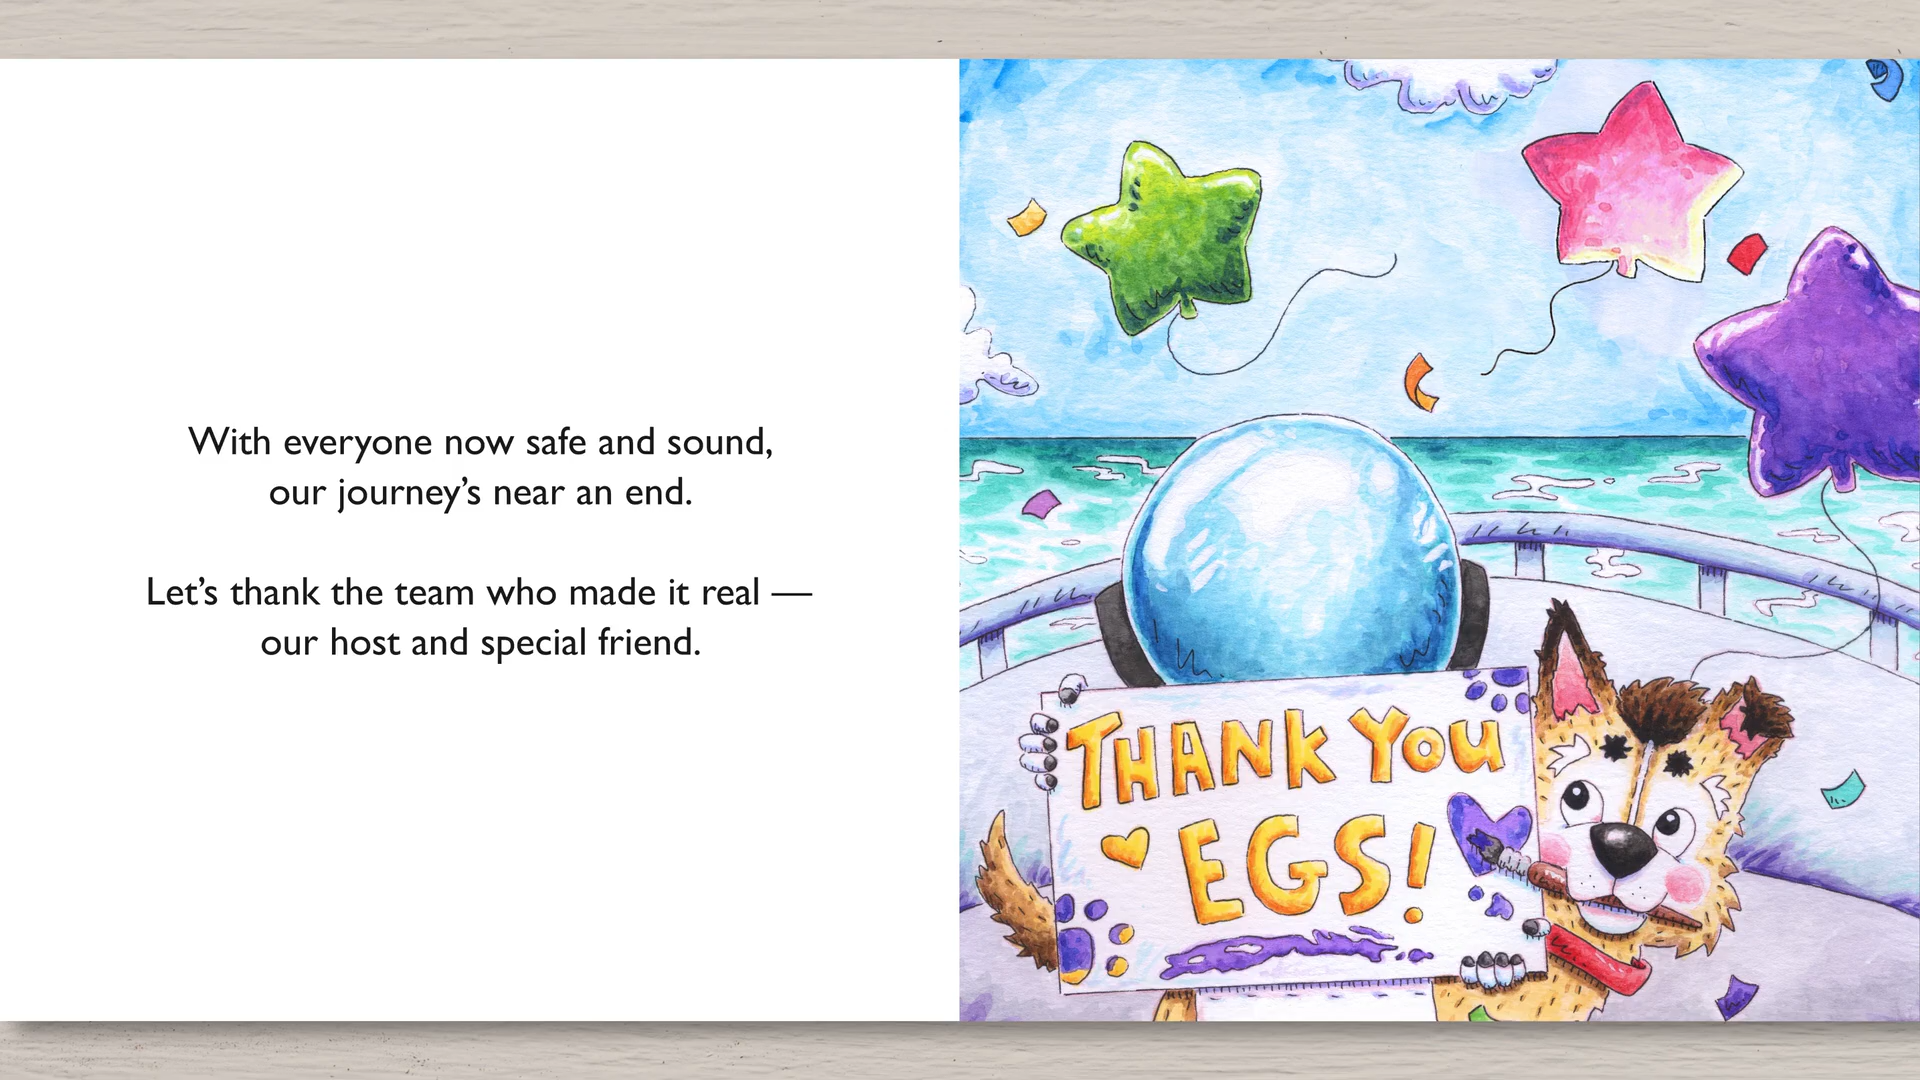 With everyone now safe and sound,
our journey’s near an end.
Let’s thank the team who made it real —
our host and special friend.
THANK YOU
EGS!